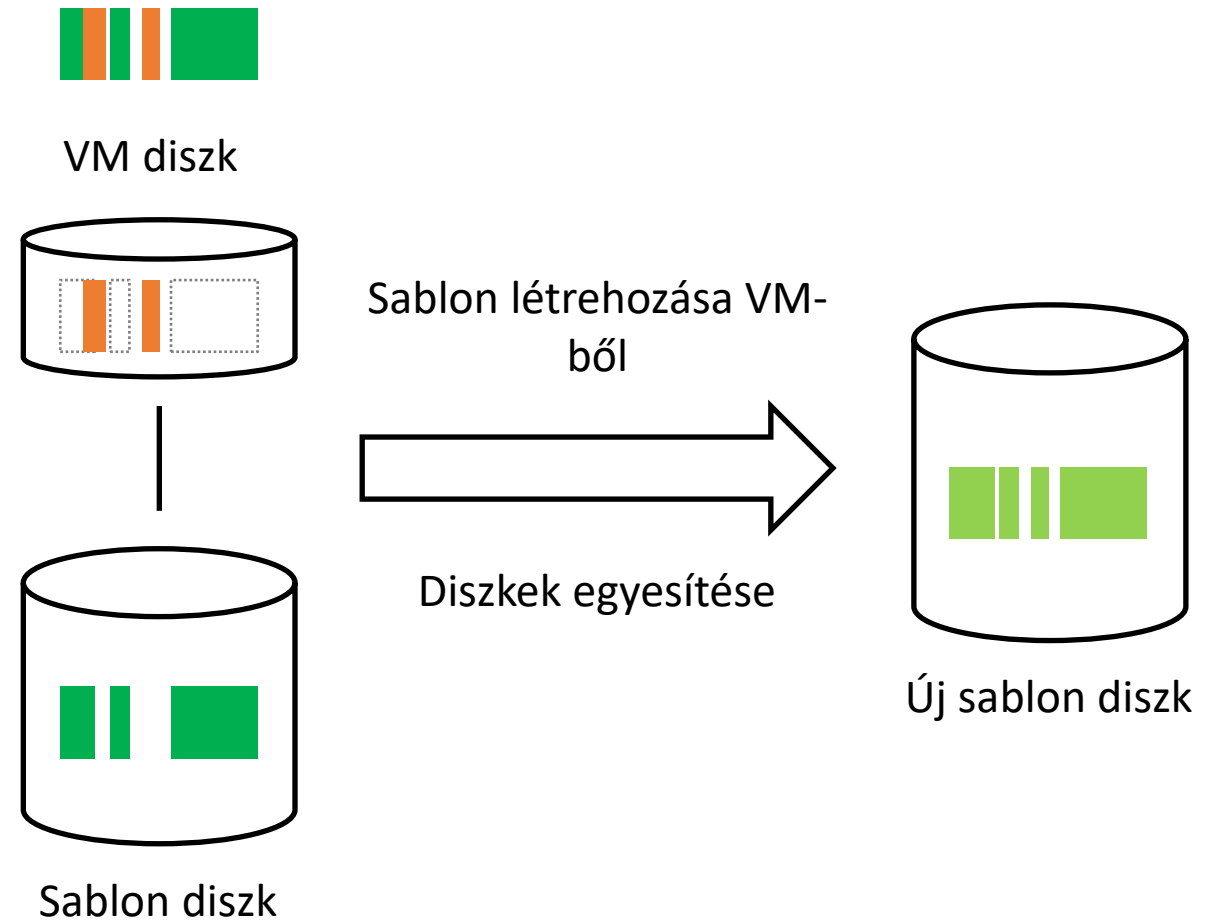 VM diszk
Sablon létrehozása VM-
ből
Diszkek egyesítése
Új sablon diszk
Sablon diszk